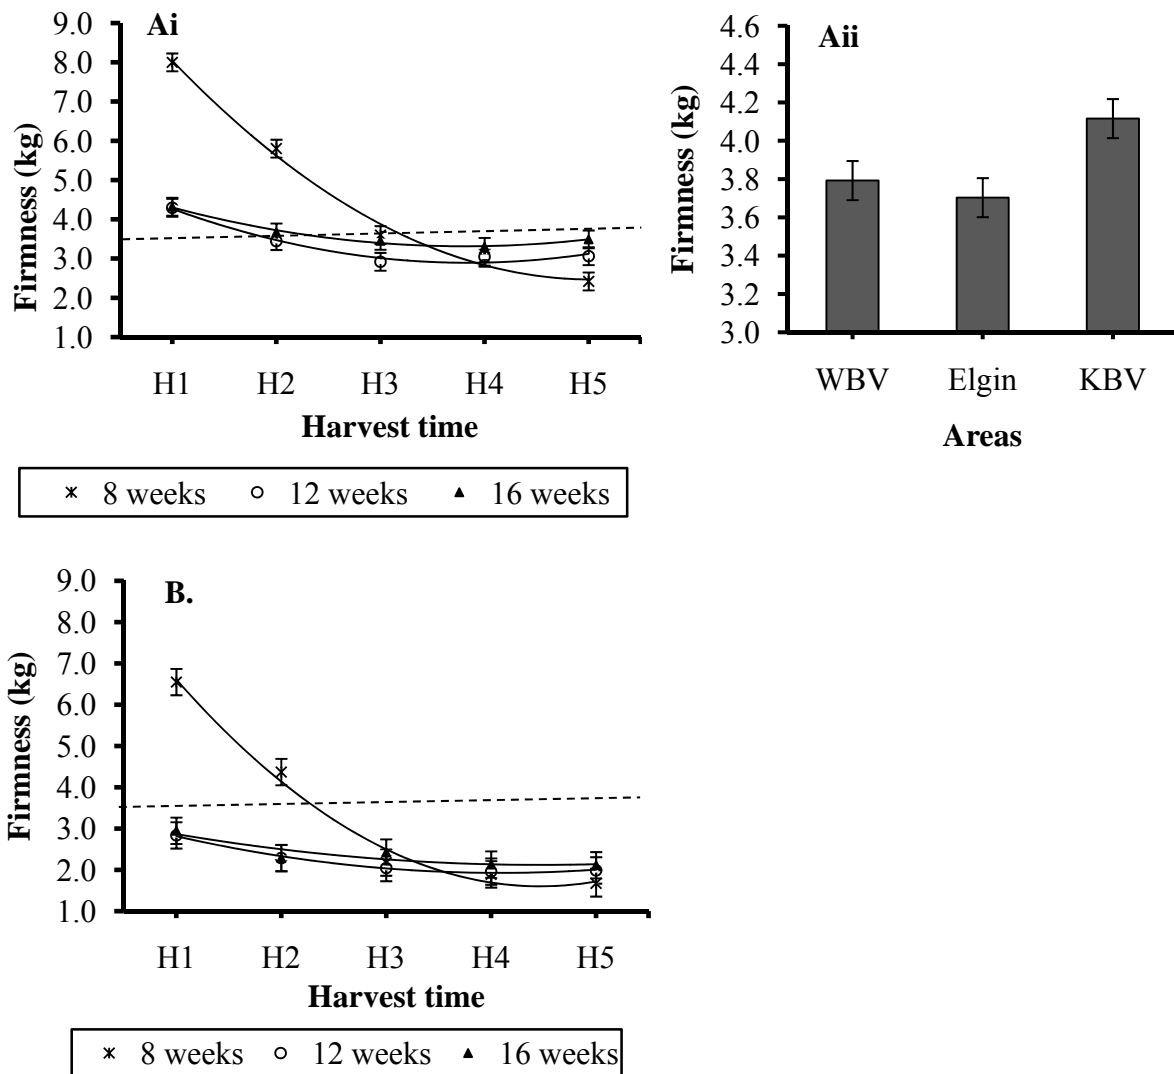 Ai
Firmness (kg)
9.0
8.0
7.0
6.0
5.0
4.0
3.0
2.0
1.0
H1 H2 H3 H4 H5
Harvest time
8 weeks 12 weeks 16 weeks
Aii
Firmness (kg)
4.6
4.4
4.2
4.0
3.8
3.6
3.4
3.2
3.0
WBV Elgin KBV
Areas
B.
Firmness (kg)
9.0
8.0
7.0
6.0
5.0
4.0
3.0
2.0
1.0
H1 H2 H3 H4 H5
Harvest time
8 weeks 12 weeks 16 weeks